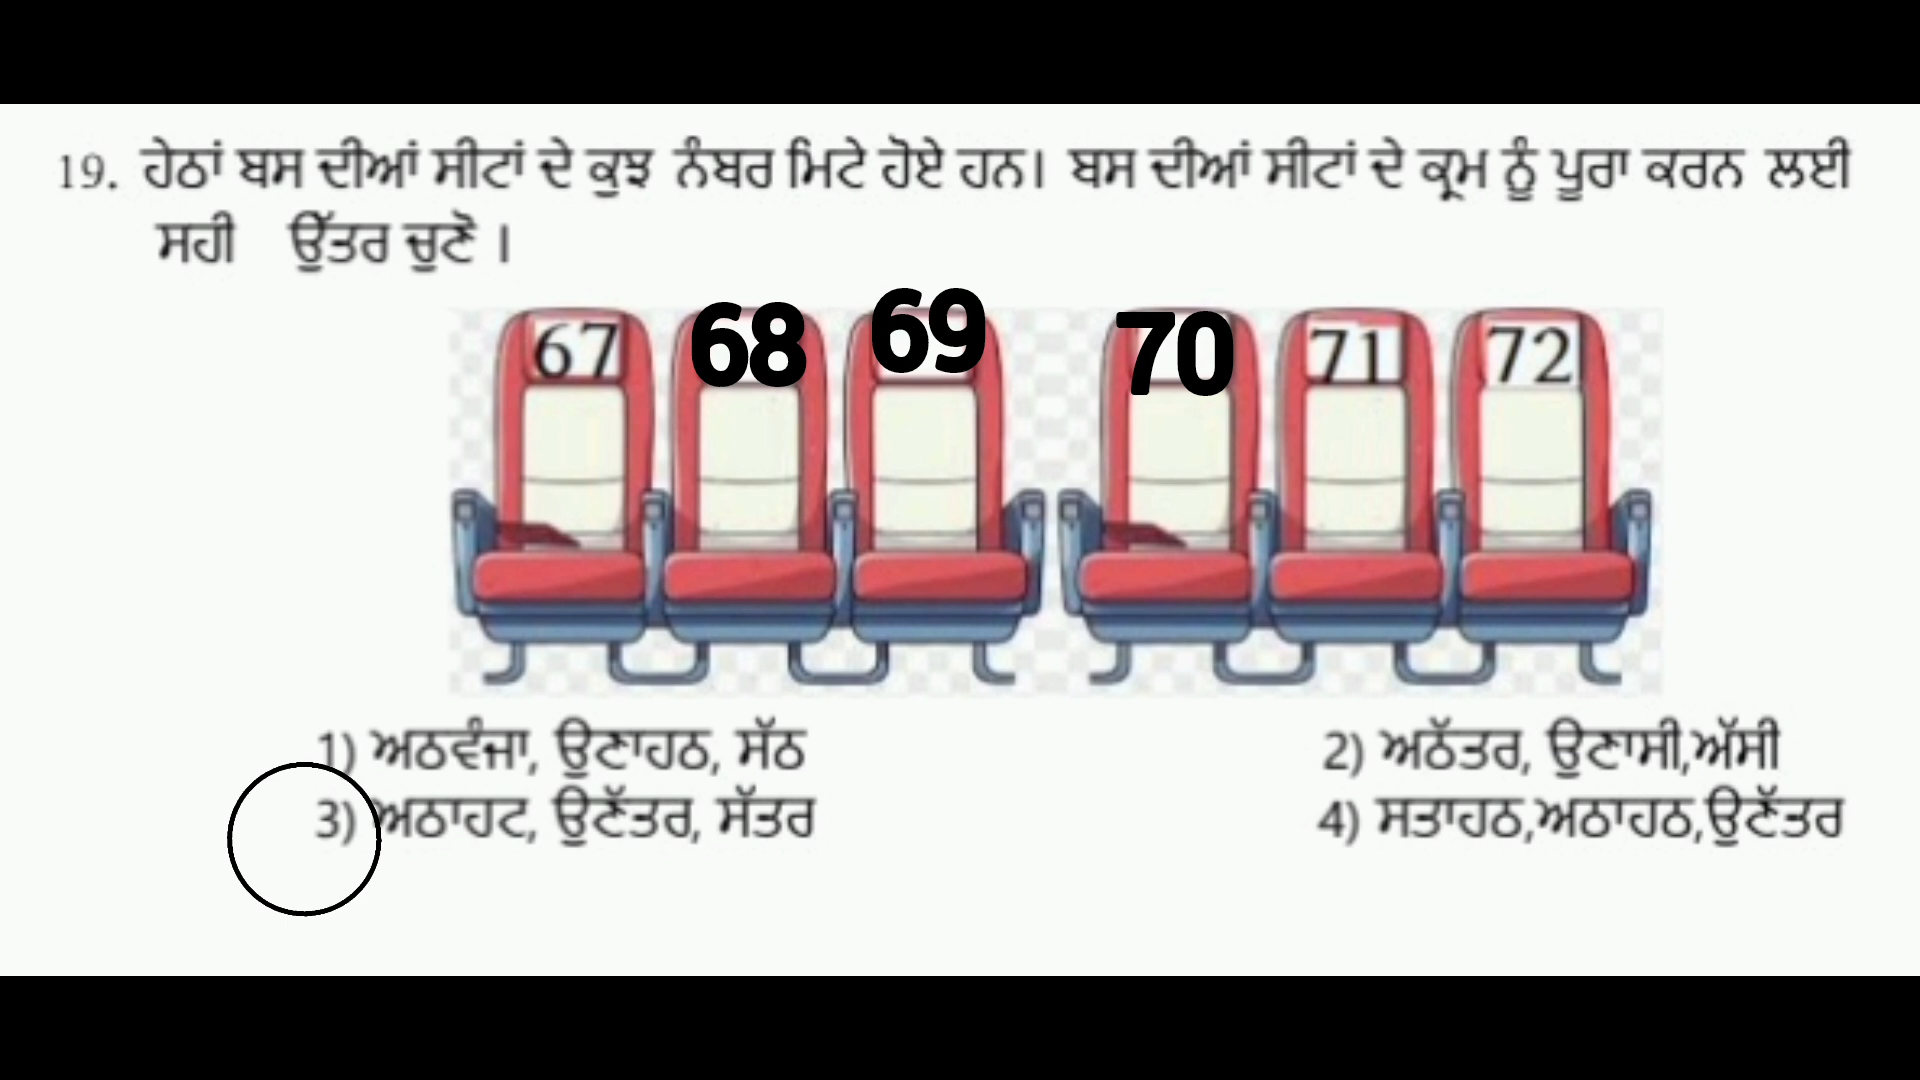 19. ਹੇਠਾਂ ਬਸ ਦੀਆਂ ਸੀਟਾਂ ਦੇ ਕੁਝ ਨੰਬਰ ਮਿਟੇ ਹੋਏ ਹਨ। ਬਸ ਦੀਆਂ ਸੀਟਾਂ ਦੇ ਕ੍ਰਮ ਨੂੰ ਪੂਰਾ ਕਰਨ ਲਈ
ਸਹੀ ਉੱਤਰ ਚੁਣੋ ।
67 68 69 70 71 72
1) ਅਠਵੰਜਾ, ਉਣਾਹਠ, ਸੱਠ 2) ਅਠੱਤਰ, ਉਣਾਸੀ,ਅੱਸੀ
3) ਅਠਾਹਟ, ਉਣੱਤਰ, ਸੱਤਰ 4) ਸਤਾਹਠ,ਅਠਾਹਠ,ਉਣੱਤਰ